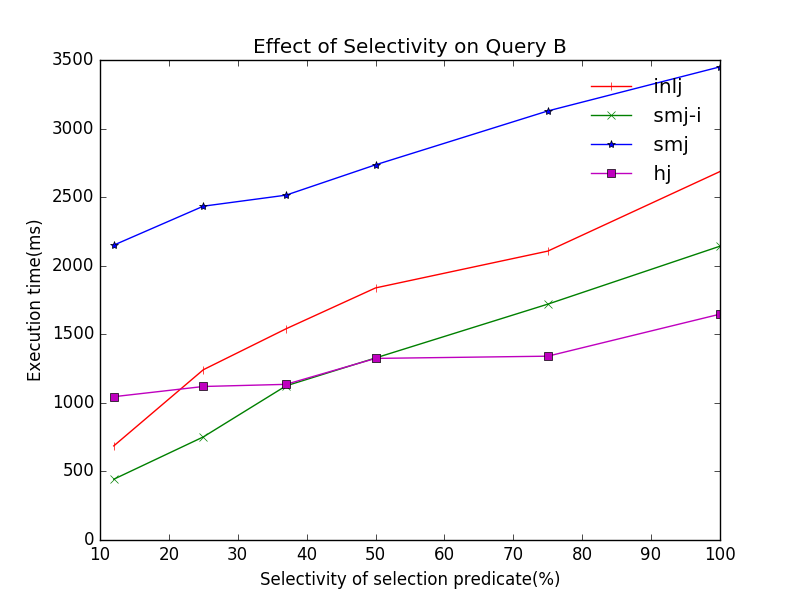 Effect of Selectivity on Query B
3500
3000
2500
2000
1500
1000
500
0
Execution time(ms)
inlj
smj-i
smj
hj
10 20 30 40 50 60 70 80 90 100
Selectivity of selection predicate(%)